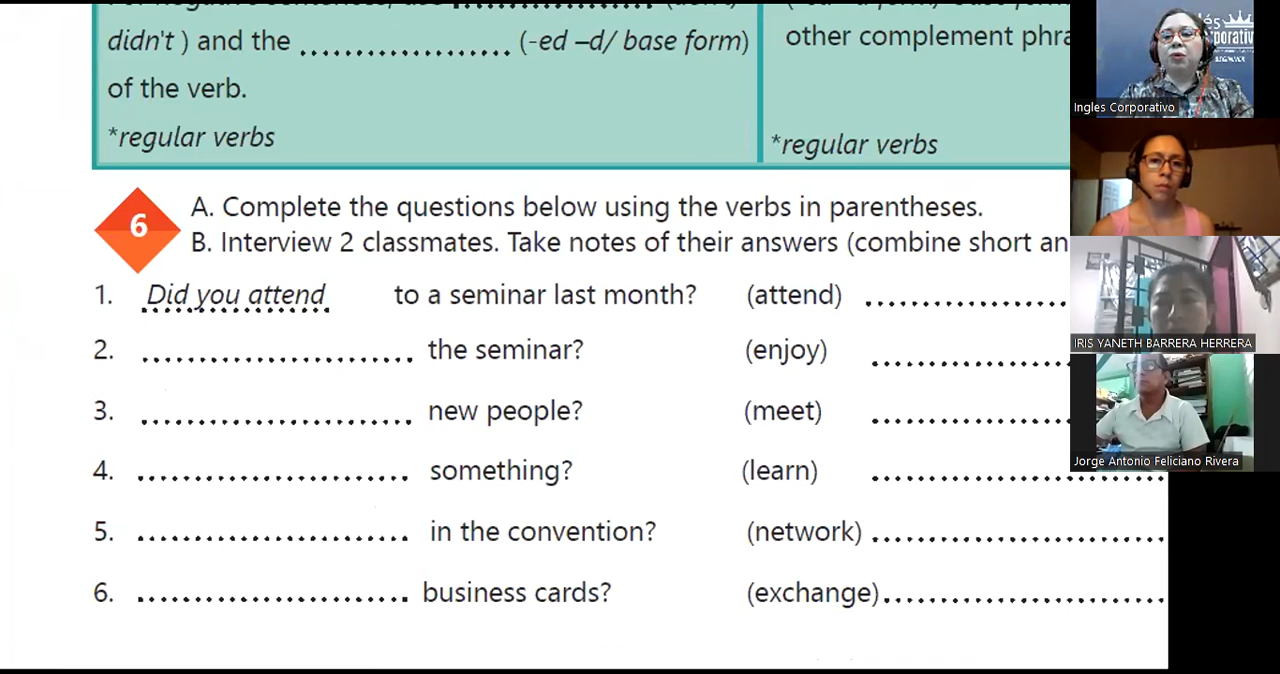 didn't ) and the .................... (-ed –d/ base form)
of the verb.
*regular verbs
other complement phra
*regular verbs
6
A. Complete the questions below using the verbs in parentheses.
B. Interview 2 classmates. Take notes of their answers (combine short an
1. Did you attend to a seminar last month? (attend) ....................
2. .......................... the seminar? (enjoy) ....................
3. .......................... new people? (meet) ....................
4. .......................... something? (learn) ..............................
5. .......................... in the convention? (network) ..............................
6. .......................... business cards? (exchange)..............................
Ingles Corporativo
IRIS YANETH BARRERA HERRERA
Jorge Antonio Feliciano Rivera